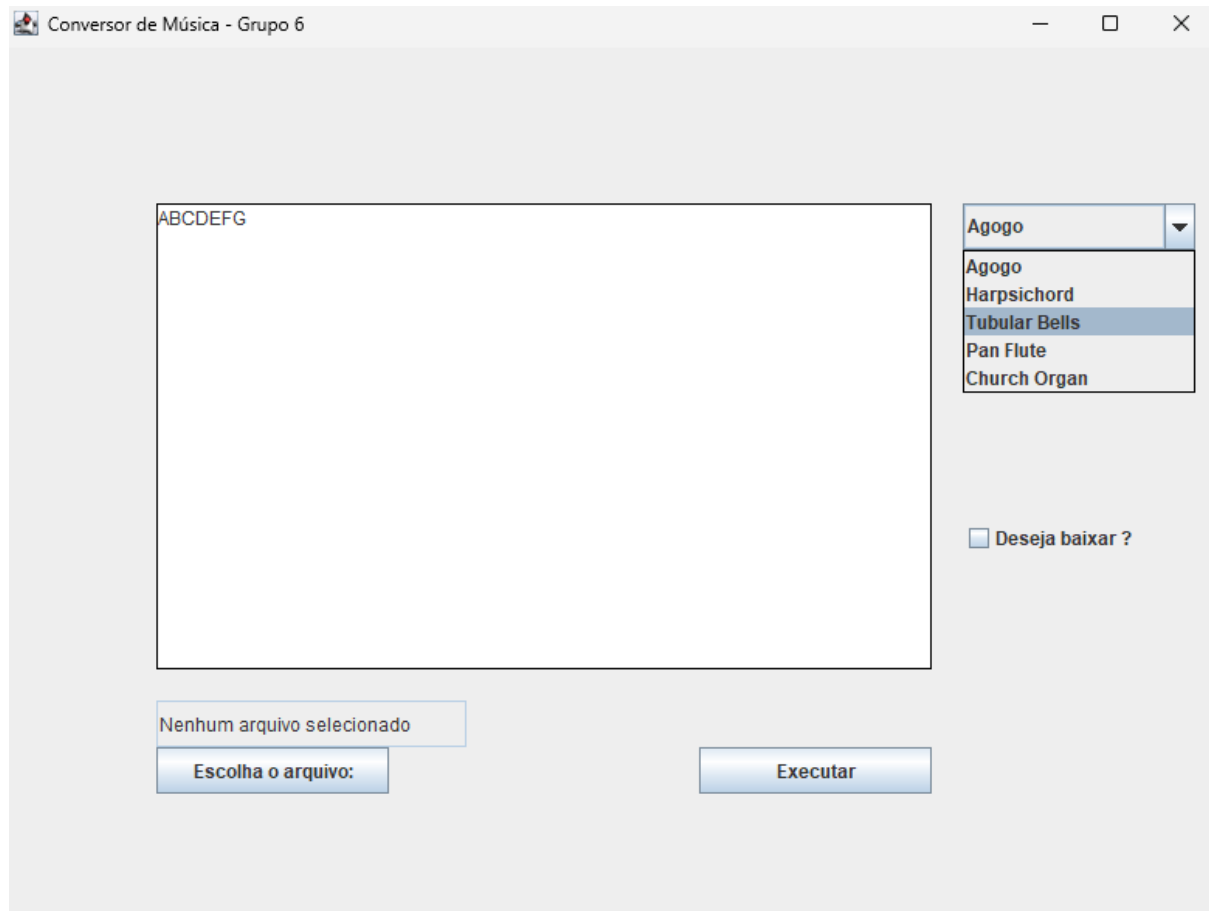 Conversor de Música - Grupo 6
ABCDEFG
Agogo
Agogo
Harpsichord
Tubular Bells
Pan Flute
Church Organ
Deseja baixar ?
Nenhum arquivo selecionado
Escolha o arquivo:
Executar